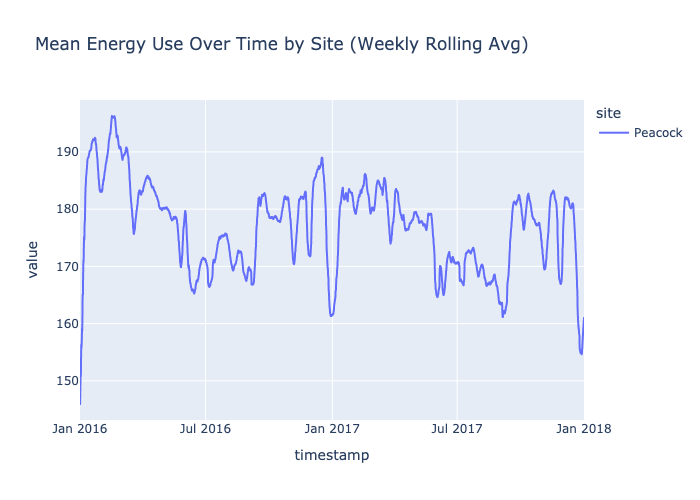 Mean Energy Use Over Time by Site (Weekly Rolling Avg)
site
Peacock
190
180
170
160
150
value
Jan 2016
Jul 2016
Jan 2017
Jul 2017
Jan 2018
timestamp